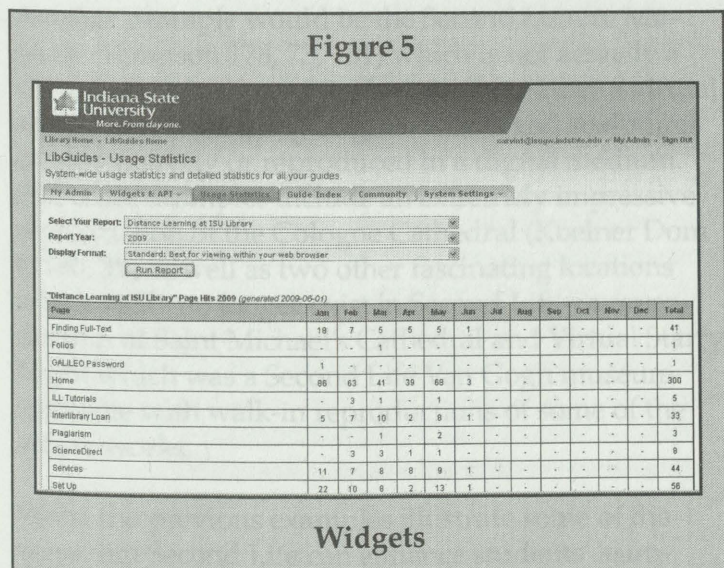 Figure 5
Indiana State
University
More. From day one.
Library Home » LibGuides Home
My Admin - Sign Out
LibGuides - Usage Statistics
System-wide usage statistics and detailed statistics for all your guides.
My Admin Widgets & API Usage Statistics Guide Index Community System Settings
Select Your Report: Distance Learning at ISU Library
Report Year: 2009
Display Format: Standard: Best for viewing within your web browser
Run Report
"Distance Learning at ISU Library" Page Hits 2009 (generated 2009-06-01)
Page Jan Feb Mar Apr May Jun Jul Aug Sep Oct Nov Dec Total
Finding Full-Text 18 7 5 5 5 1 - - - - - - 41
Folios 1 - - - - - - - - - - - 1
GALILEO Password 1 - - - - - - - - - - - 1
Home 86 63 41 39 68 3 - - - - - - 300
ILL Tutorials - 3 1 - 1 - - - - - - - 5
Interlibrary Loan 5 7 10 2 8 1 - - - - - - 33
Plagiarism - - 1 - 2 - - - - - - - 3
ScienceDirect - 3 3 1 1 - - - - - - - 8
Services 11 7 8 8 9 1 - - - - - - 44
Set Up 22 10 8 2 13 1 - - - - - - 56
Widgets